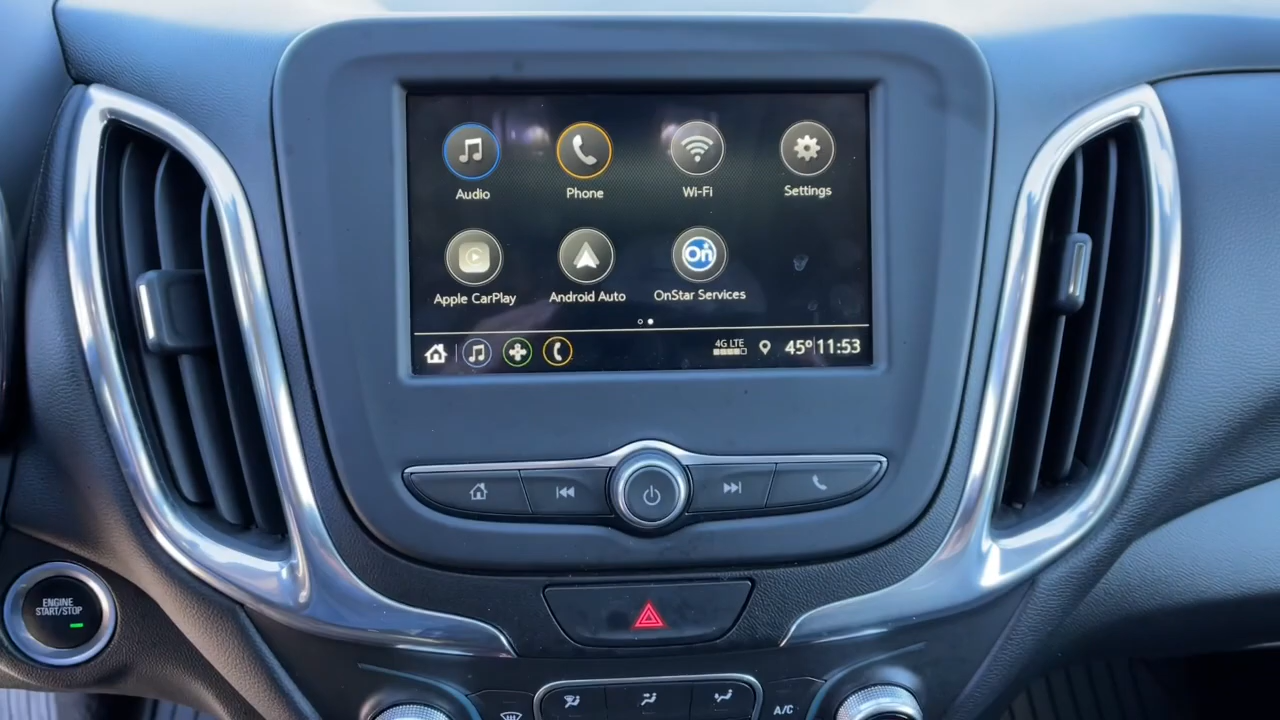 Audio
Phone
Wi-Fi
Settings
Apple CarPlay
Android Auto
On
OnStar Services
4G LTE
45° 11:53
ENGINE
START/STOP
A/C